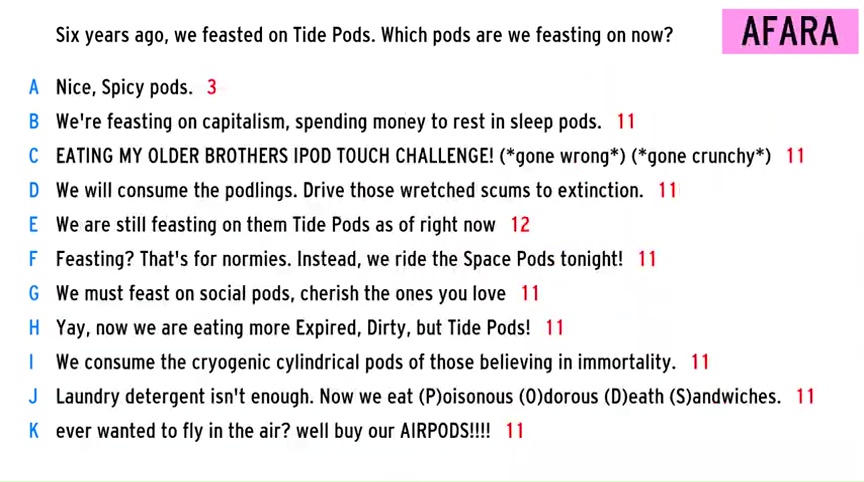 Six years ago, we feasted on Tide Pods. Which pods are we feasting on now?
AFARA
A Nice, Spicy pods. 3
B We're feasting on capitalism, spending money to rest in sleep pods. 11
C EATING MY OLDER BROTHERS IPOD TOUCH CHALLENGE! (*gone wrong*) (*gone crunchy*) 11
D We will consume the podlings. Drive those wretched scums to extinction. 11
E We are still feasting on them Tide Pods as of right now 12
F Feasting? That's for normies. Instead, we ride the Space Pods tonight! 11
G We must feast on social pods, cherish the ones you love 11
H Yay, now we are eating more Expired, Dirty, but Tide Pods! 11
I We consume the cryogenic cylindrical pods of those believing in immortality. 11
J Laundry detergent isn't enough. Now we eat (P)oisonous (O)dorous (D)eath (S)andwiches. 11
K ever wanted to fly in the air? well buy our AIRPODS!!!! 11